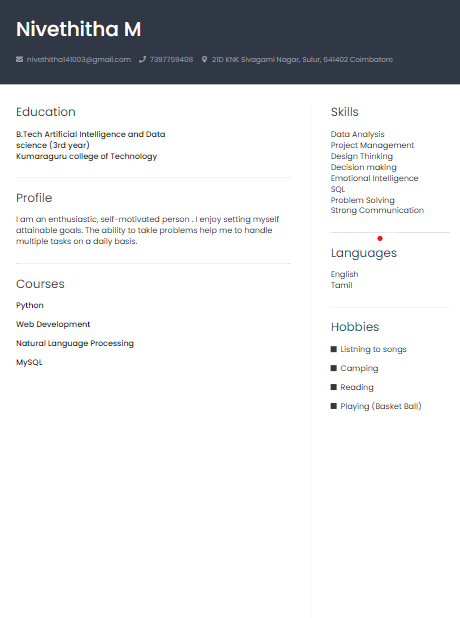 Nivethitha M
nivethitha141003@gmail.com 7397759408 21D KNK Sivagami Nagar, Sulur, 641402 Coimbatore
Education
B.Tech Artificial Intelligence and Data
science (3rd year)
Kumaraguru college of Technology
Profile
I am an enthusiastic, self-motivated person . I enjoy setting myself
attainable goals. The ability to takle problems help me to handle
multiple tasks on a daily basis.
Courses
Python
Web Development
Natural Language Processing
MySQL
Skills
Data Analysis
Project Management
Design Thinking
Decision making
Emotional Intelligence
SQL
Problem Solving
Strong Communication
Languages
English
Tamil
Hobbies
Listning to songs
Camping
Reading
Playing (Basket Ball)